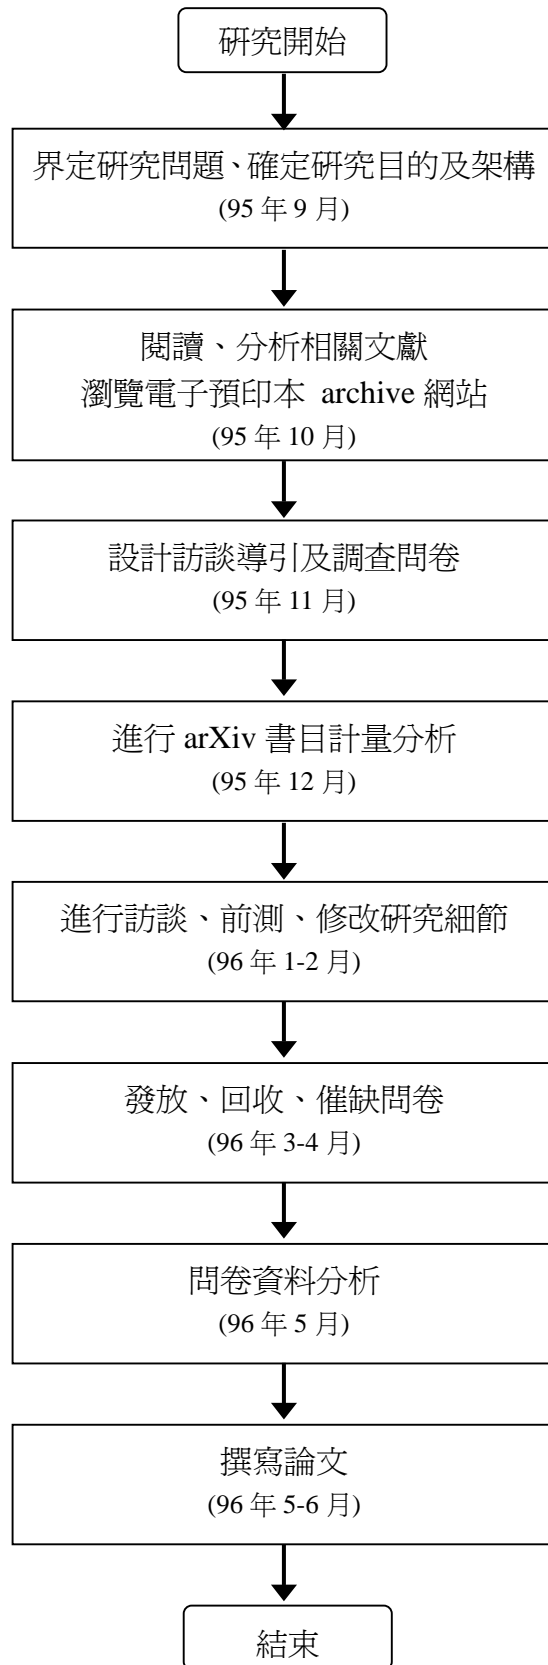 研究開始
界定研究問題、確定研究目的及架構
(95 年 9 月)
閱讀、分析相關文獻
瀏覽電子預印本 archive 網站
(95 年 10 月)
設計訪談導引及調查問卷
(95 年 11 月)
進行 arXiv 書目計量分析
(95 年 12 月)
進行訪談、前測、修改研究細節
(96 年 1-2 月)
發放、回收、催缺問卷
(96 年 3-4 月)
問卷資料分析
(96 年 5 月)
撰寫論文
(96 年 5-6 月)
結束